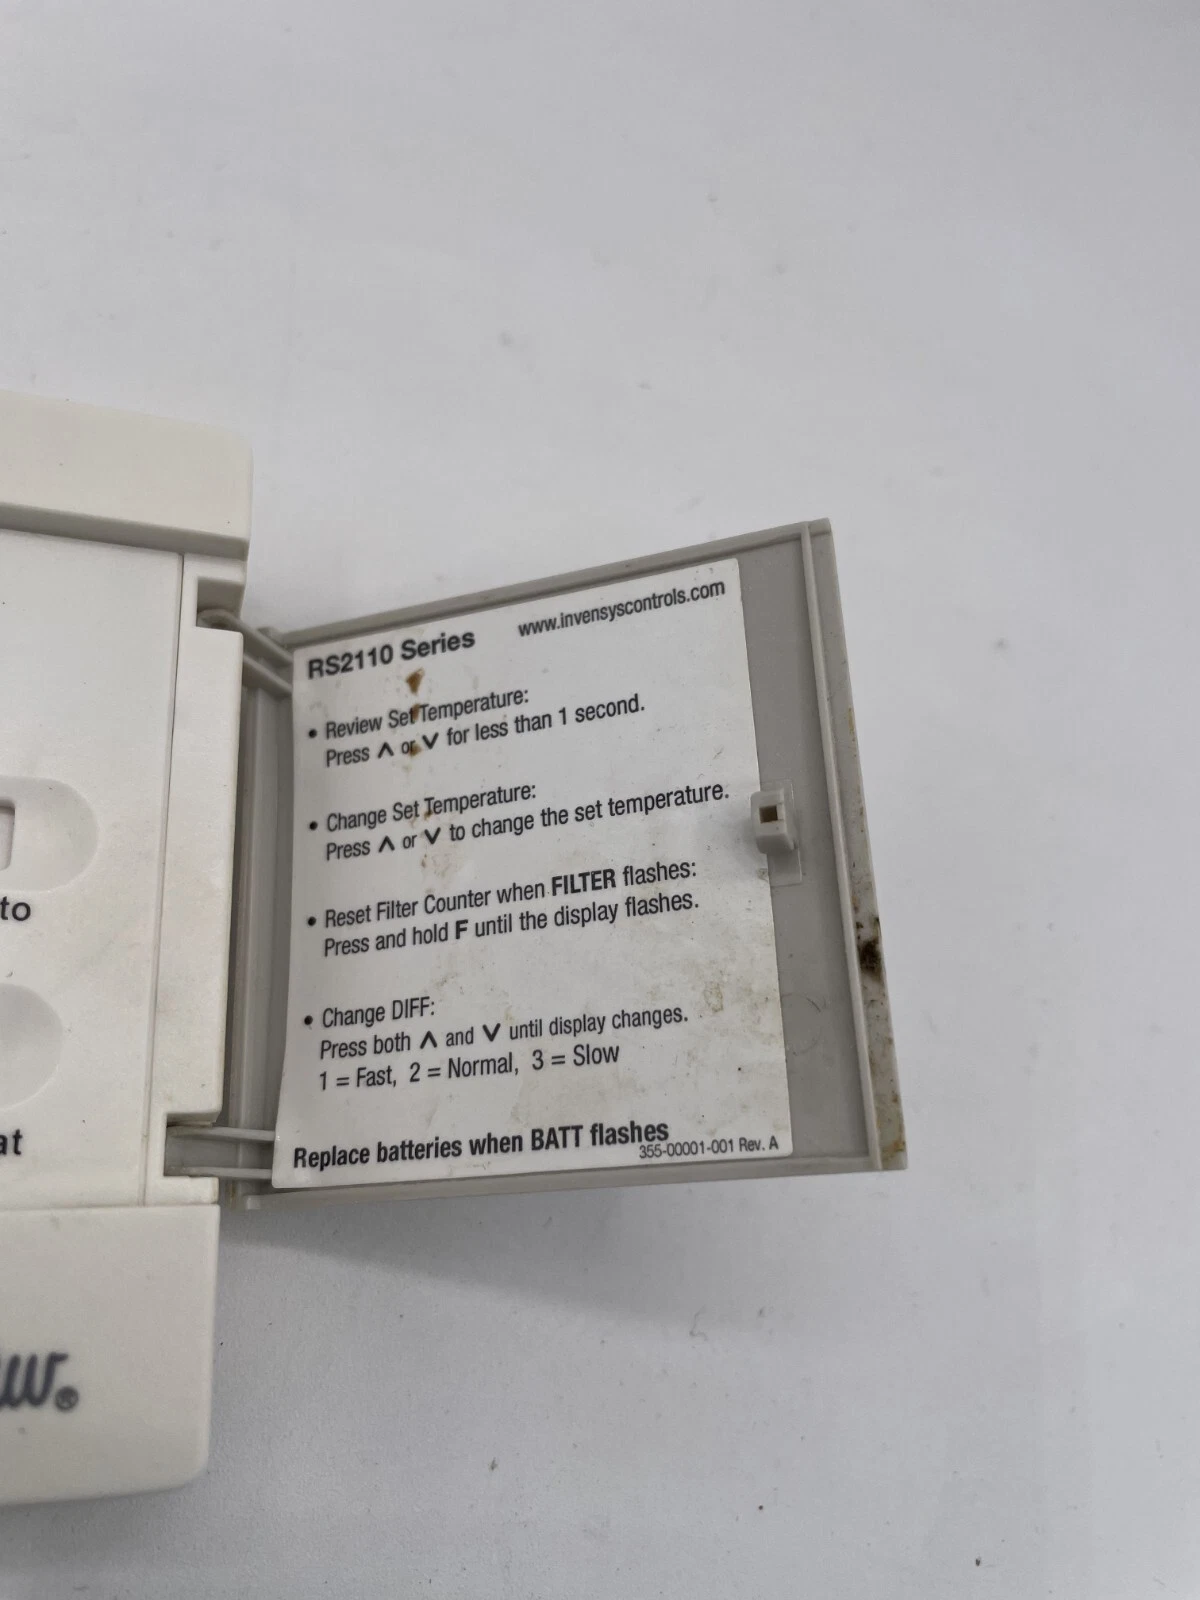 RS2110 Series www.invensyscontrols.com
• Review Set Temperature:
Press ∧ or ∨ for less than 1 second.
• Change Set Temperature:
Press ∧ or ∨ to change the set temperature.
• Reset Filter Counter when FILTER flashes:
Press and hold F until the display flashes.
• Change DIFF:
Press both ∧ and ∨ until display changes.
1 = Fast, 2 = Normal, 3 = Slow
Replace batteries when BATT flashes
355-00001-001 Rev. A
to
at